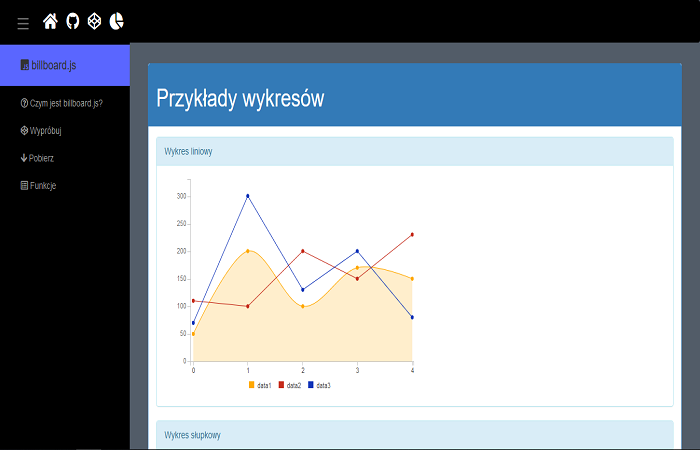 billboard.js
Czym jest billboard.js?
Wypróbuj
Pobierz
Funkcje
Przykłady wykresów
Wykres liniowy
300
250
200
150
100
50
0
0 1 2 3 4
data1 data2 data3
Wykres słupkowy